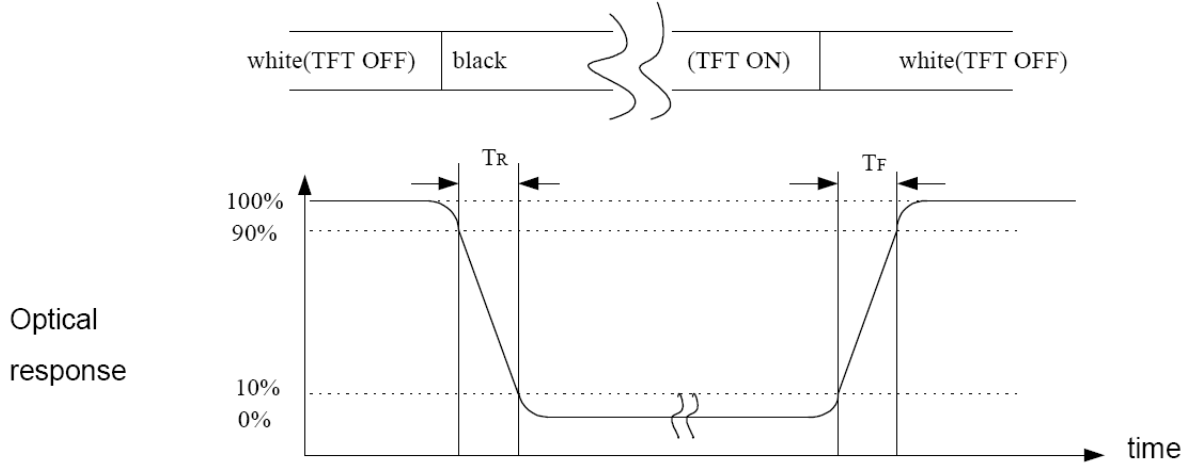 white(TFT OFF) black (TFT ON) white(TFT OFF)
TR TF
100%
90%
Optical
response
10%
0%
time